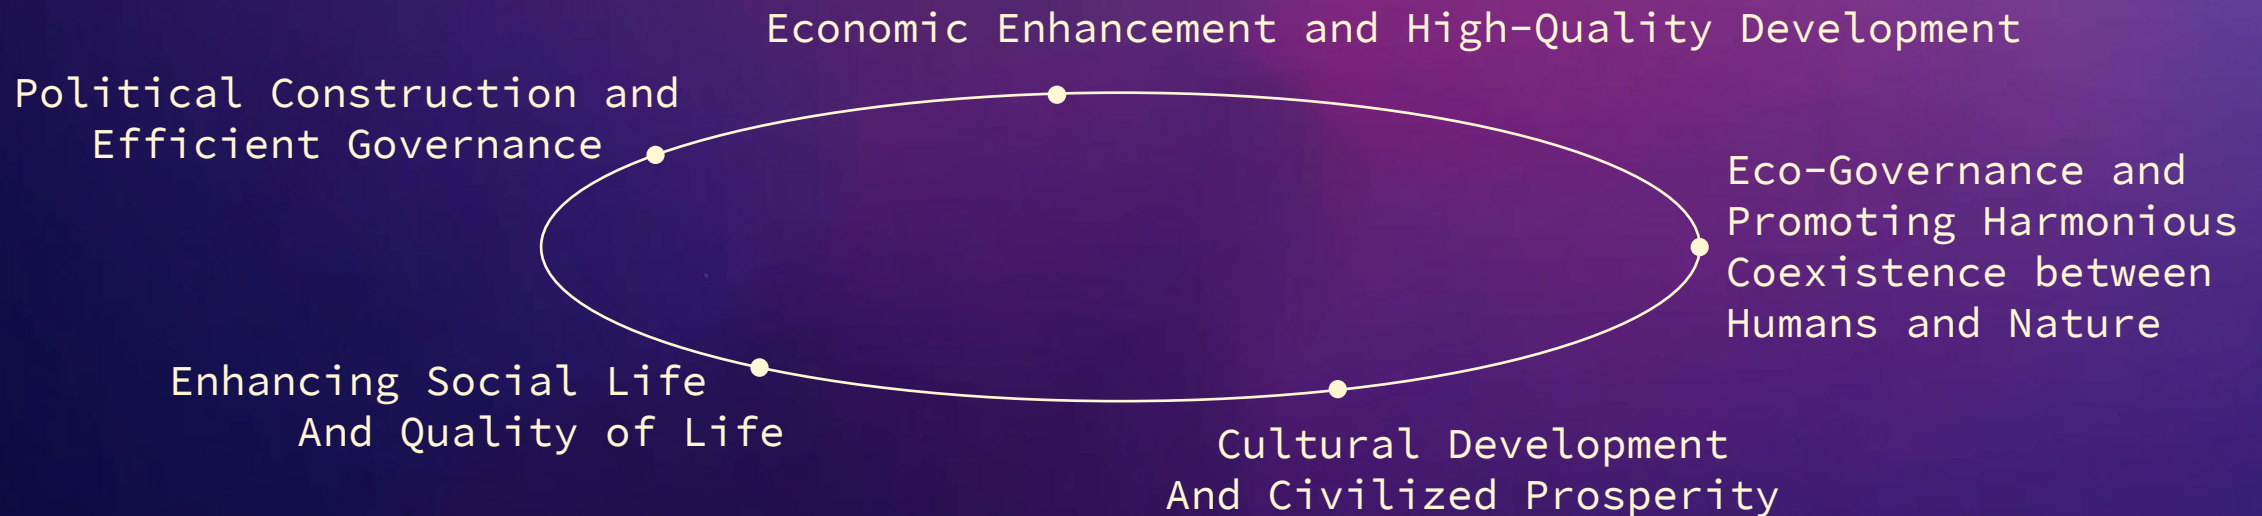 Economic Enhancement and High-Quality Development
Political Construction and
Efficient Governance
Eco-Governance and
Promoting Harmonious
Coexistence between
Humans and Nature
Enhancing Social Life
And Quality of Life
Cultural Development
And Civilized Prosperity